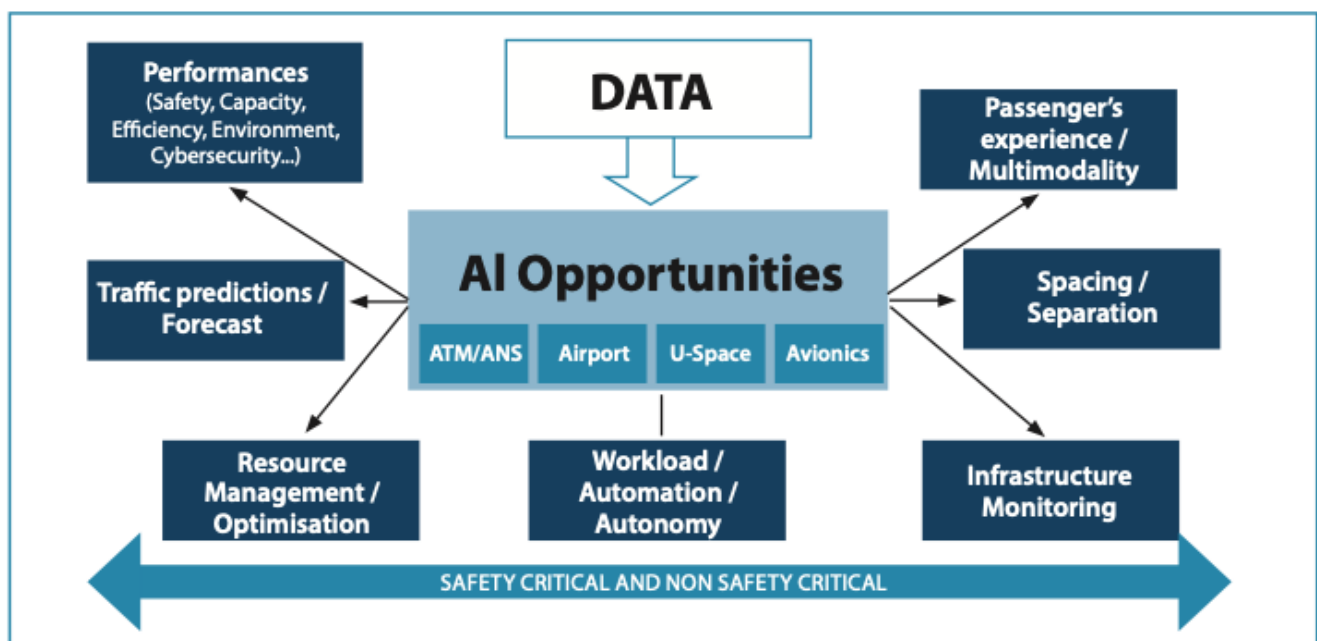 Performances
(Safety, Capacity,
Efficiency, Environment,
Cybersecurity...)
DATA
Passenger's
experience /
Multimodality
AI Opportunities
ATM/ANS
Airport
U-Space
Avionics
Traffic predictions /
Forecast
Spacing /
Separation
Resource
Management /
Optimisation
Workload /
Automation /
Autonomy
Infrastructure
Monitoring
SAFETY CRITICAL AND NON SAFETY CRITICAL